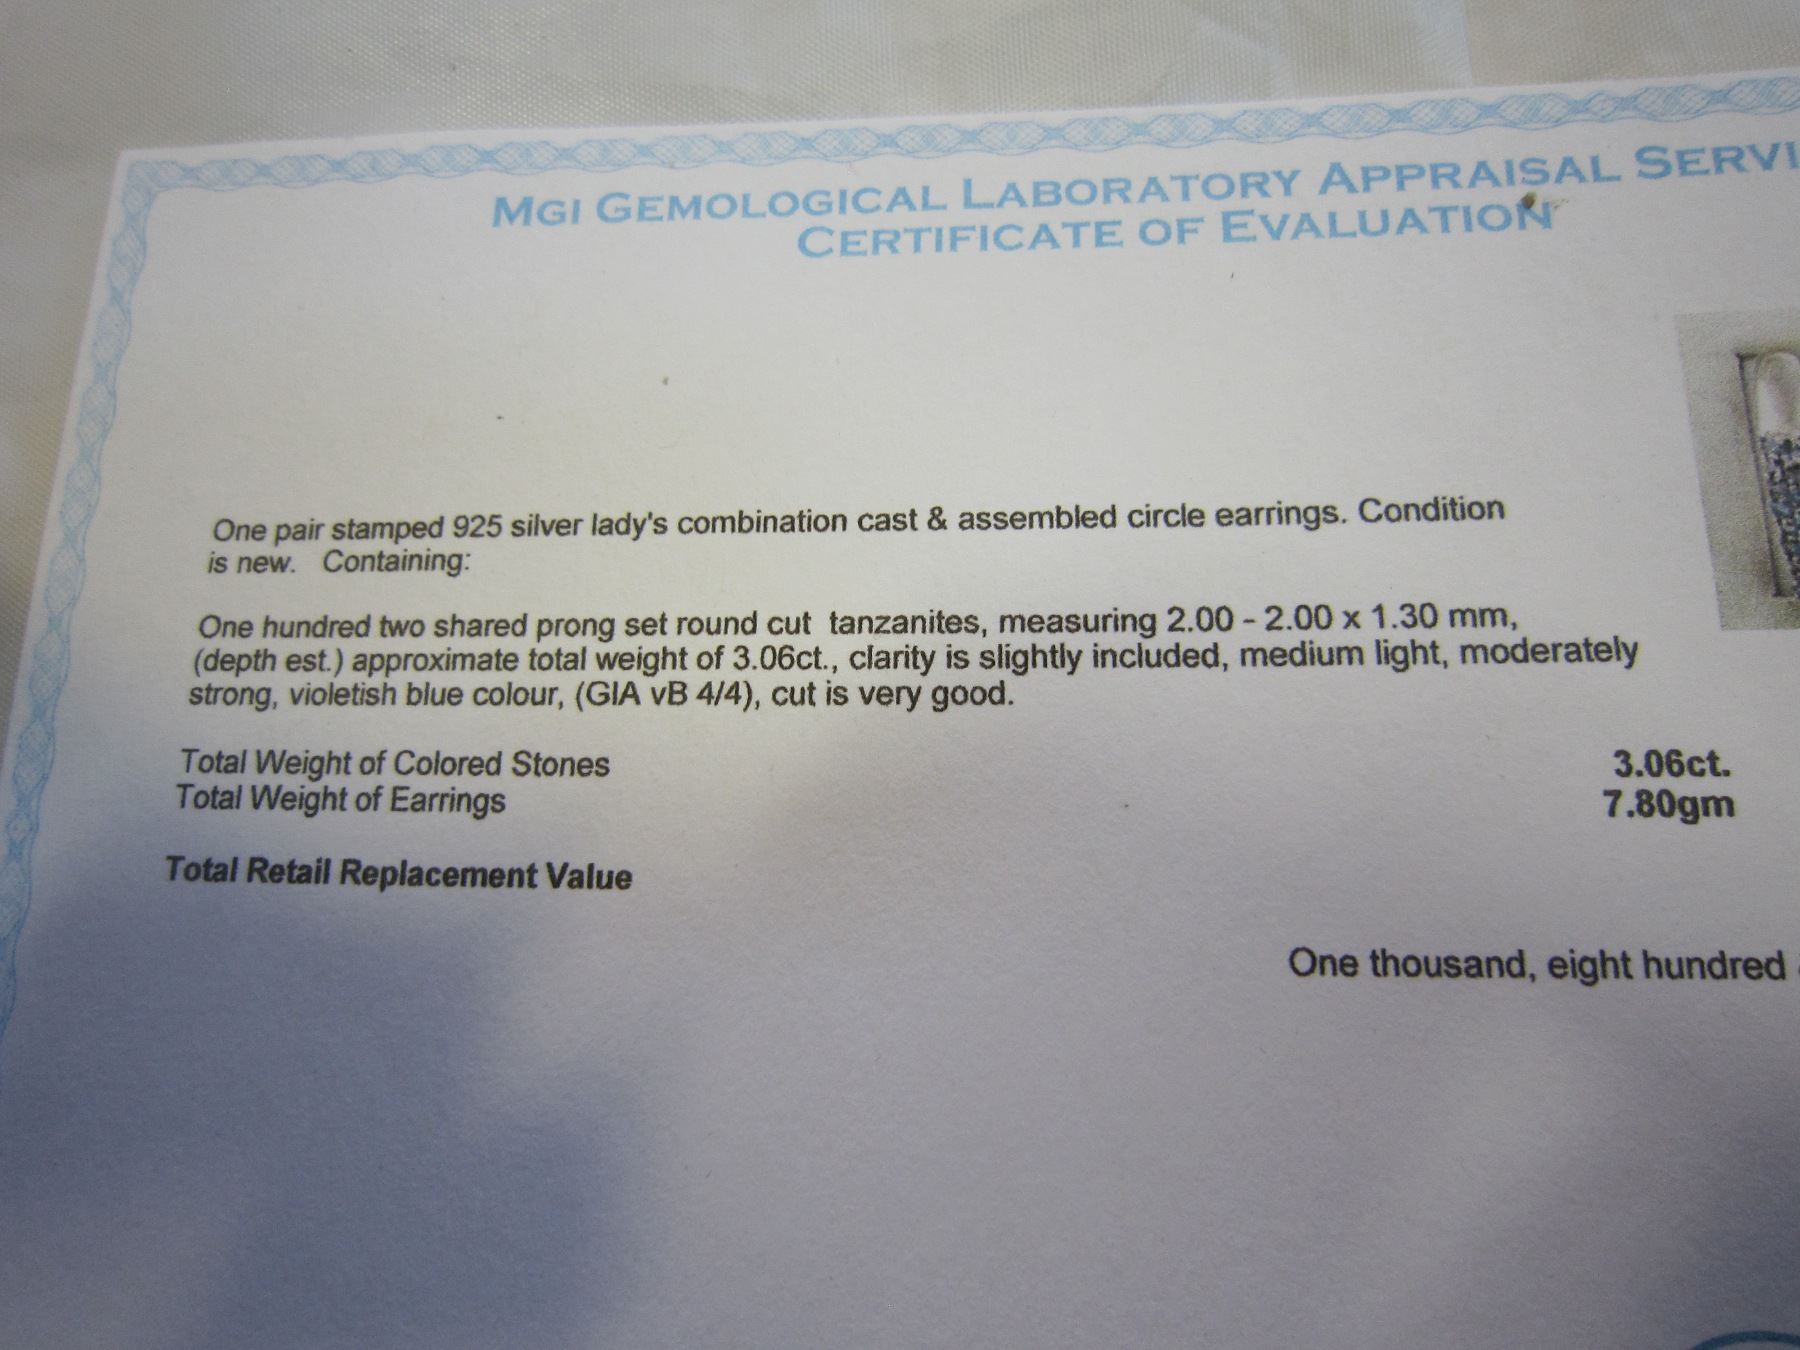 MGI GEMOLOGICAL LABORATORY APPRAISAL SERVI
CERTIFICATE OF EVALUATION
One pair stamped 925 silver lady's combination cast & assembled circle earrings. Condition
is new. Containing:
One hundred two shared prong set round cut tanzanites, measuring 2.00 - 2.00 x 1.30 mm,
(depth est.) approximate total weight of 3.06ct., clarity is slightly included, medium light, moderately
strong, violetish blue colour, (GIA vB 4/4), cut is very good.
Total Weight of Colored Stones 3.06ct.
Total Weight of Earrings 7.80gm
Total Retail Replacement Value
One thousand, eight hundred